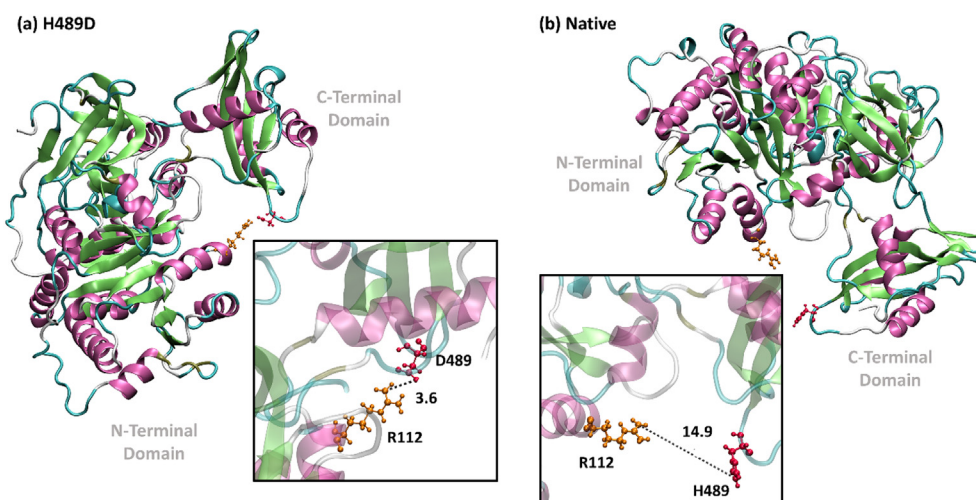 (a) H489D
C-Terminal
Domain
N-Terminal
Domain
D489
3.6
R112
(b) Native
N-Terminal
Domain
C-Terminal
Domain
R112
14.9
H489